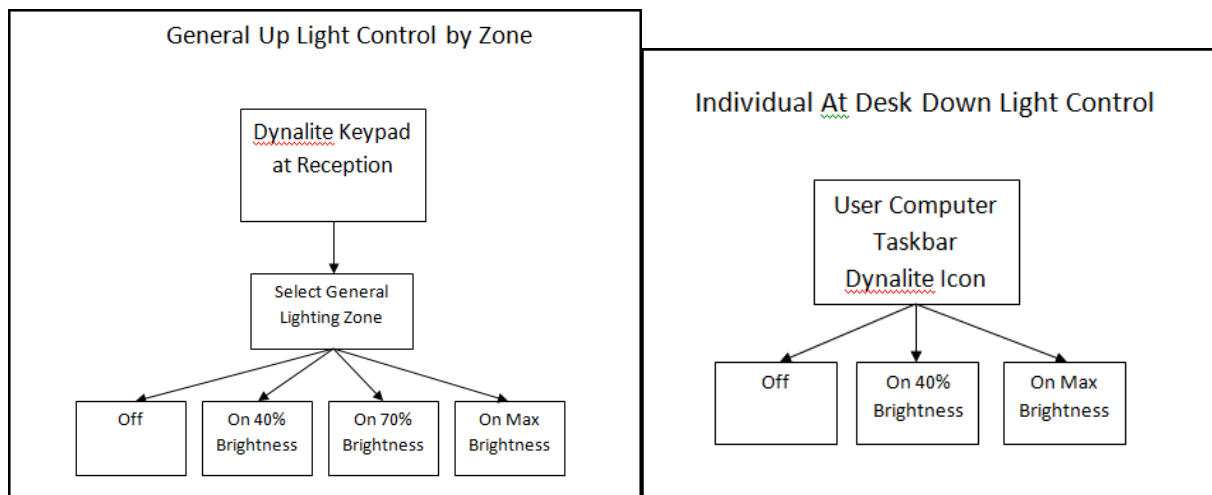 General Up Light Control by Zone
Dynalite Keypad
at Reception
Select General
Lighting Zone
Off
On 40%
Brightness
On 70%
Brightness
On Max
Brightness
Individual At Desk Down Light Control
User Computer
Taskbar
Dynalite Icon
Off
On 40%
Brightness
On Max
Brightness